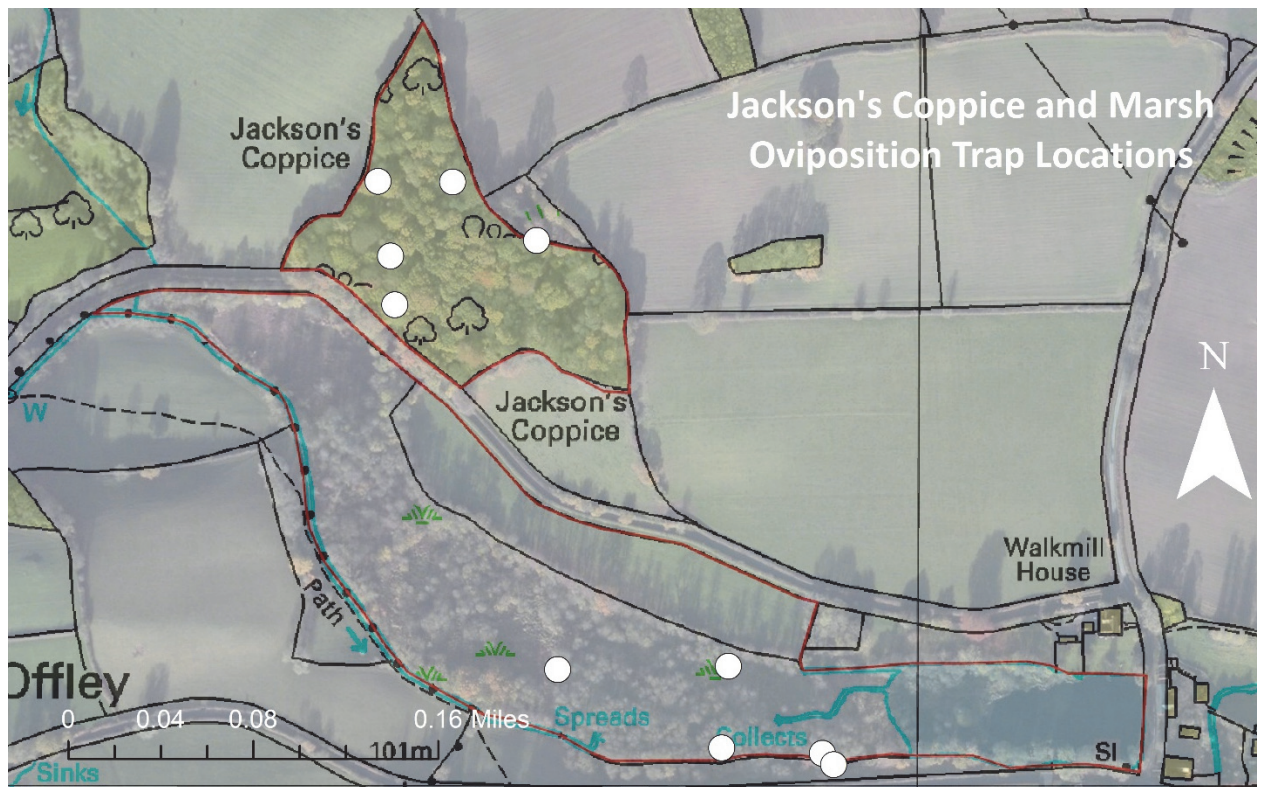 Jackson's Coppice and Marsh
Oviposition Trap Locations
Jackson's
Coppice
N
W
Jackson's
Coppice
Walkmill
House
Path
Offley
0 0.04 0.08 0.16 Miles
Spreads
Collects
101m
Sl
Sinks